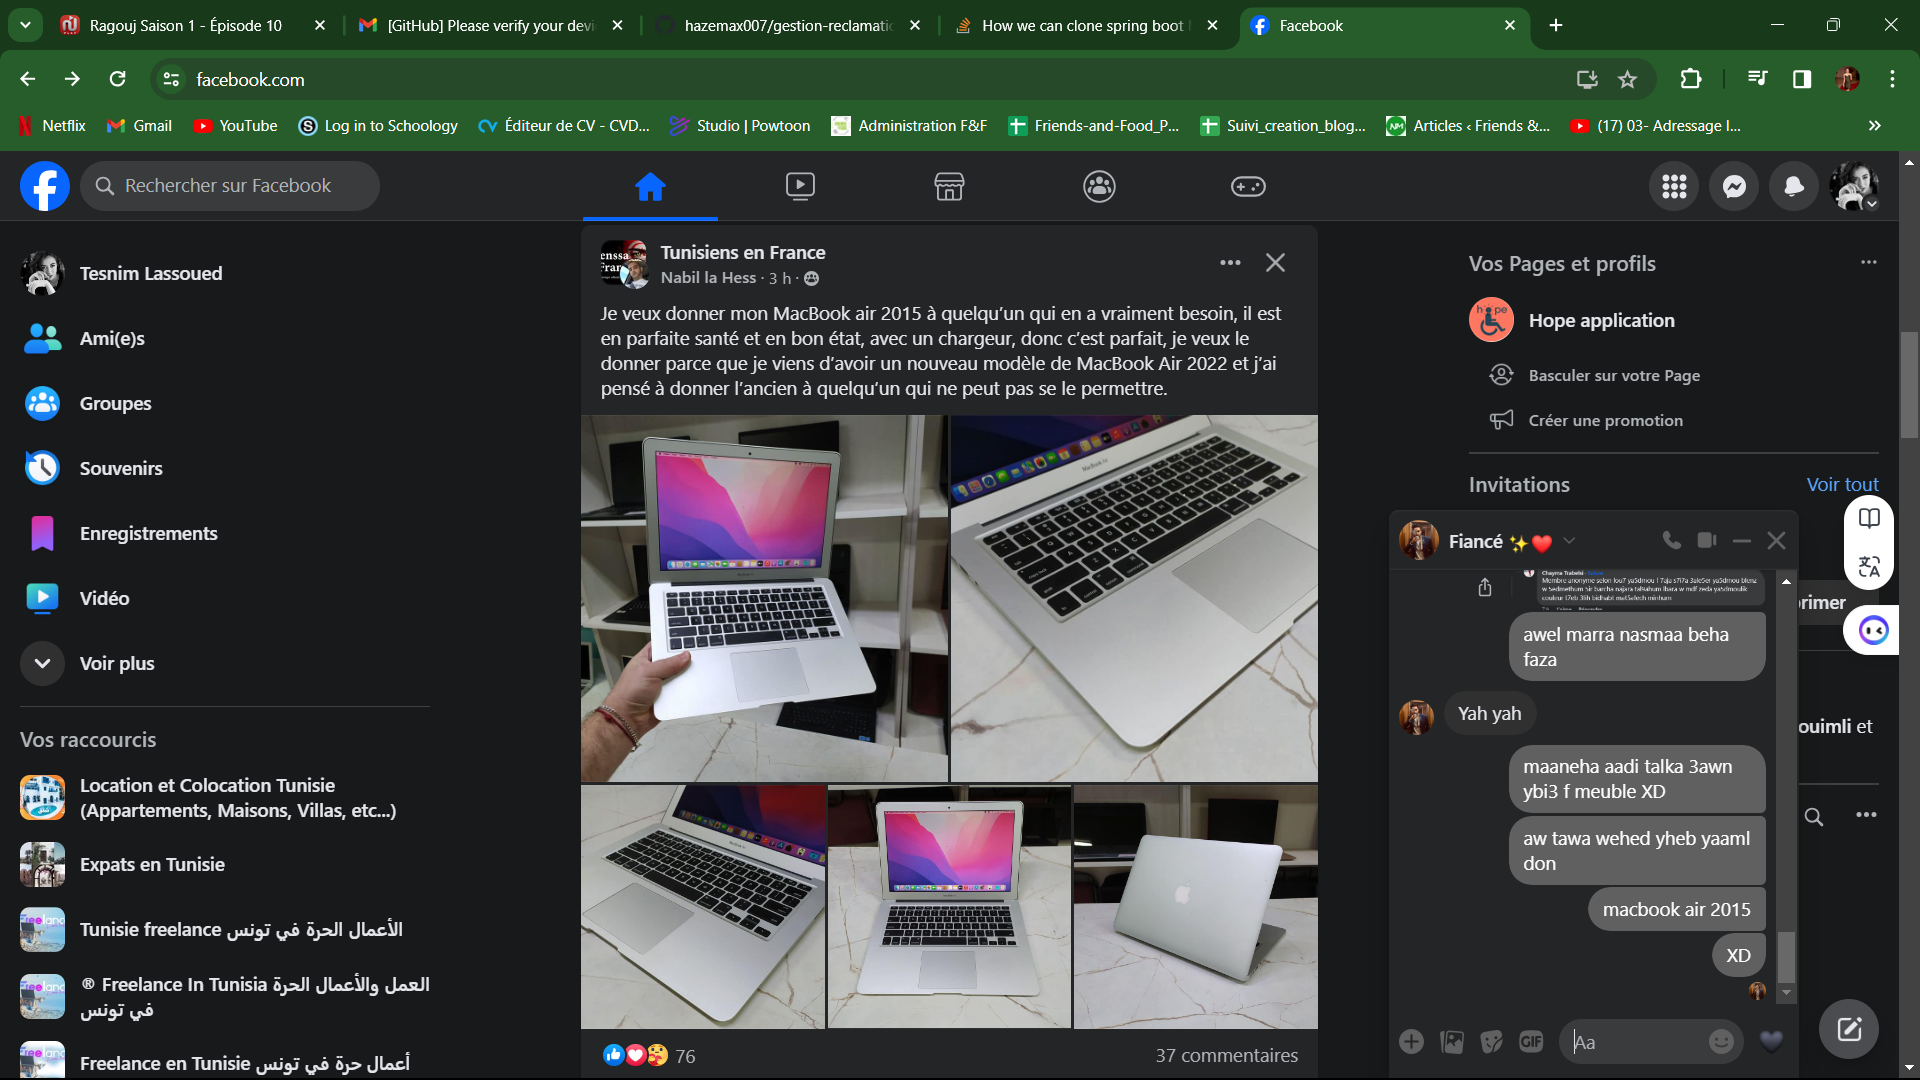 Ragouj Saison 1 - Épisode 10
[GitHub] Please verify your devi
hazemax007/gestion-reclamatio
How we can clone spring boot
Facebook
facebook.com
Netflix
Gmail
YouTube
Log in to Schoology
Éditeur de CV - CVD...
Studio | Powtoon
Administration F&F
Friends-and-Food_P...
Suivi_creation_blog...
Articles ‹ Friends &...
(17) 03- Adressage I...
Rechercher sur Facebook
Tesnim Lassoued
Ami(e)s
Groupes
Souvenirs
Enregistrements
Vidéo
Voir plus
Vos raccourcis
Location et Colocation Tunisie
(Appartements, Maisons, Villas, etc...)
Expats en Tunisie
Tunisie freelance الأعمال الحرة في تونس
® Freelance In Tunisia العمل والأعمال الحرة
في تونس
Freelance en Tunisie أعمال حرة في تونس
Tunisiens en France
Nabil la Hess · 3 h ·
Je veux donner mon MacBook air 2015 à quelqu’un qui en a vraiment besoin, il est
en parfaite santé et en bon état, avec un chargeur, donc c’est parfait, je veux le
donner parce que je viens d’avoir un nouveau modèle de MacBook Air 2022 et j’ai
pensé à donner l’ancien à quelqu’un qui ne peut pas se le permettre.
76
37 commentaires
Vos Pages et profils
Hope application
Basculer sur votre Page
Créer une promotion
Invitations
Voir tout
rimer
ouimli et
Fiancé ✨❤️
Chayma Trabelsi
awel marra nasmaa beha
faza
Yah yah
maaneha aadi talka 3awn
ybi3 f meuble XD
aw tawa wehed yheb yaaml
don
macbook air 2015
XD
GIF
Aa